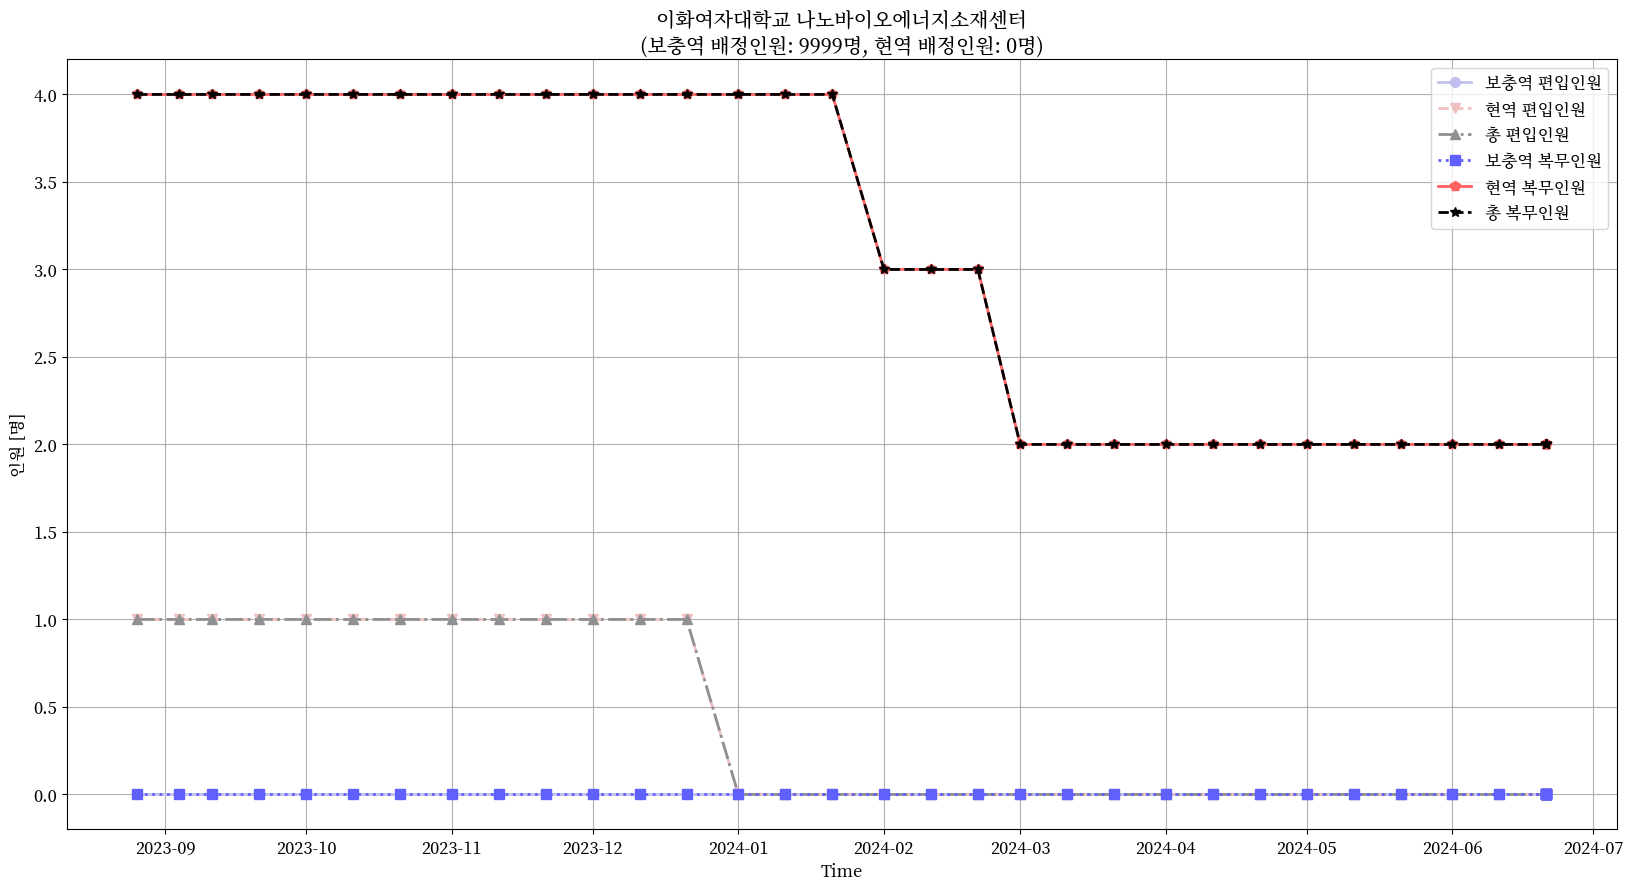 이화여자대학교 나노바이오에너지소재센터
(보충역 배정인원: 9999명, 현역 배정인원: 0명)
보충역 편입인원
현역 편입인원
총 편입인원
보충역 복무인원
현역 복무인원
총 복무인원
4.0
3.5
3.0
2.5
2.0
1.5
1.0
0.5
0.0
인원 [명]
2023-09
2023-10
2023-11
2023-12
2024-01
2024-02
2024-03
2024-04
2024-05
2024-06
2024-07
Time